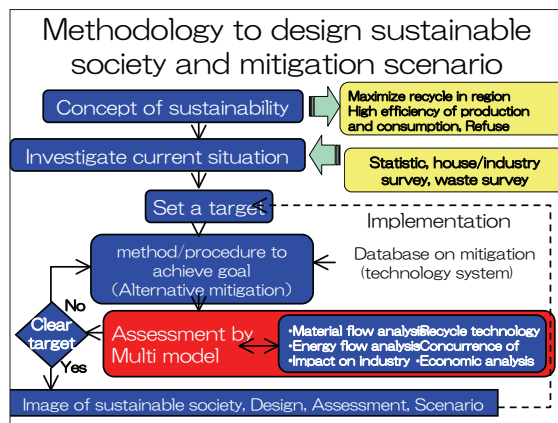 Methodology to design sustainable
society and mitigation scenario
Concept of sustainability
Maximize recycle in region
High efficiency of production
and consumption, Refuse
Investigate current situation
Statistic, house/industry
survey, waste survey
Set a target
Implementation
method/procedure to
achieve goal
(Alternative mitigation)
Database on mitigation
(technology system)
No
Clear
target
Yes
Assessment by
Multi model
•Material flow analysis
•Energy flow analysis
•Impact on industry
•Recycle technology
•Concurrence of
•Economic analysis
Image of sustainable society, Design, Assessment, Scenario